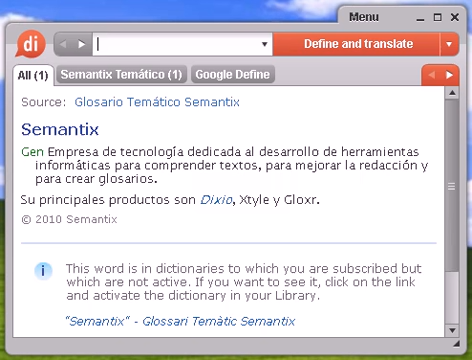 Menu
di
Define and translate
All (1) Semantix Temático (1) Google Define
Source: Glosario Temático Semantix
Semantix
Gen Empresa de tecnología dedicada al desarrollo de herramientas
informáticas para comprender textos, para mejorar la redacción y
para crear glosarios.
Su principales productos son Dixio, Xtyle y Gloxr.
© 2010 Semantix
i
This word is in dictionaries to which you are subscribed but
which are not active. If you want to see it, click on the link
and activate the dictionary in your Library.
"Semantix" - Glossari Temàtic Semantix